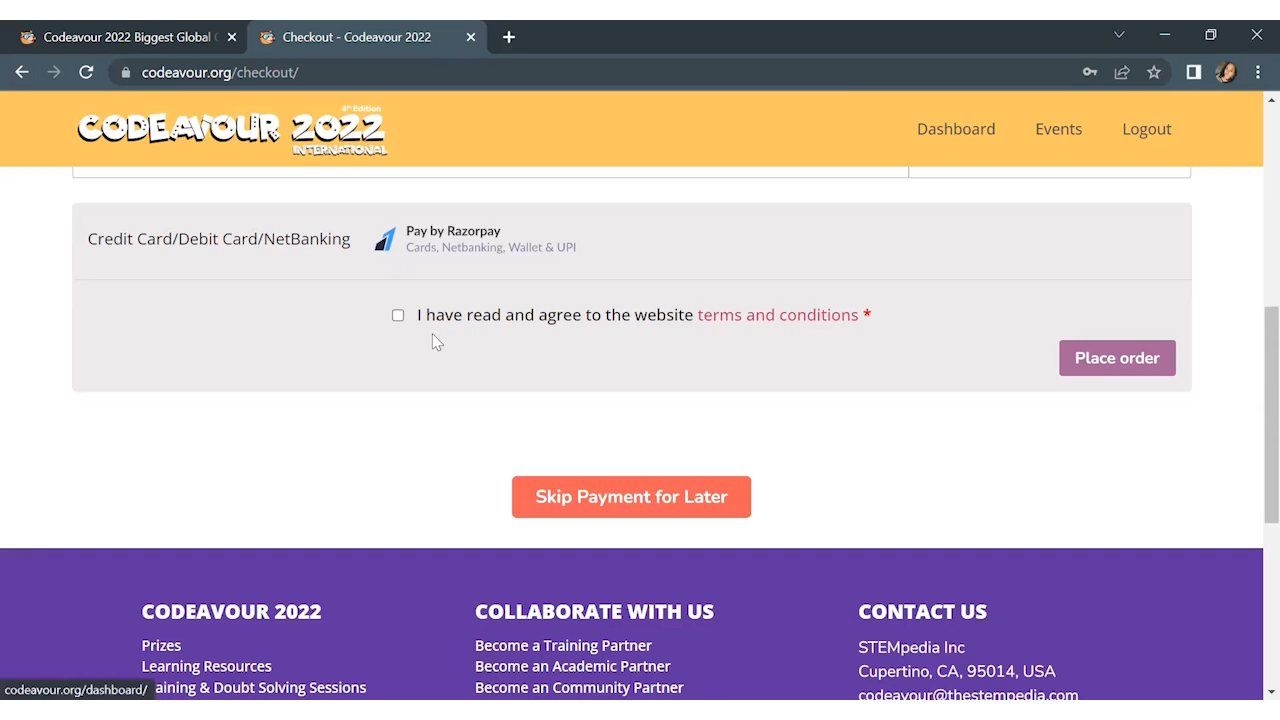 Codeavour 2022 Biggest Global
Checkout - Codeavour 2022
codeavour.org/checkout/
4th Edition
CODEAVOUR 2022
INTERNATIONAL
Dashboard
Events
Logout
Credit Card/Debit Card/NetBanking
Pay by Razorpay
Cards, Netbanking, Wallet & UPI
I have read and agree to the website terms and conditions *
Place order
Skip Payment for Later
CODEAVOUR 2022
Prizes
Learning Resources
aining & Doubt Solving Sessions
COLLABORATE WITH US
Become a Training Partner
Become an Academic Partner
Become an Community Partner
CONTACT US
STEMpedia Inc
Cupertino, CA, 95014, USA
codeavour@thestempedia.com
codeavour.org/dashboard/